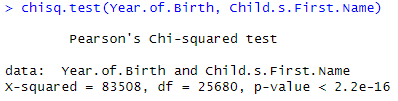 > chisq.test(Year.of.Birth, Child.s.First.Name)
Pearson's Chi-squared test
data:  Year.of.Birth and Child.s.First.Name
X-squared = 83508, df = 25680, p-value < 2.2e-16